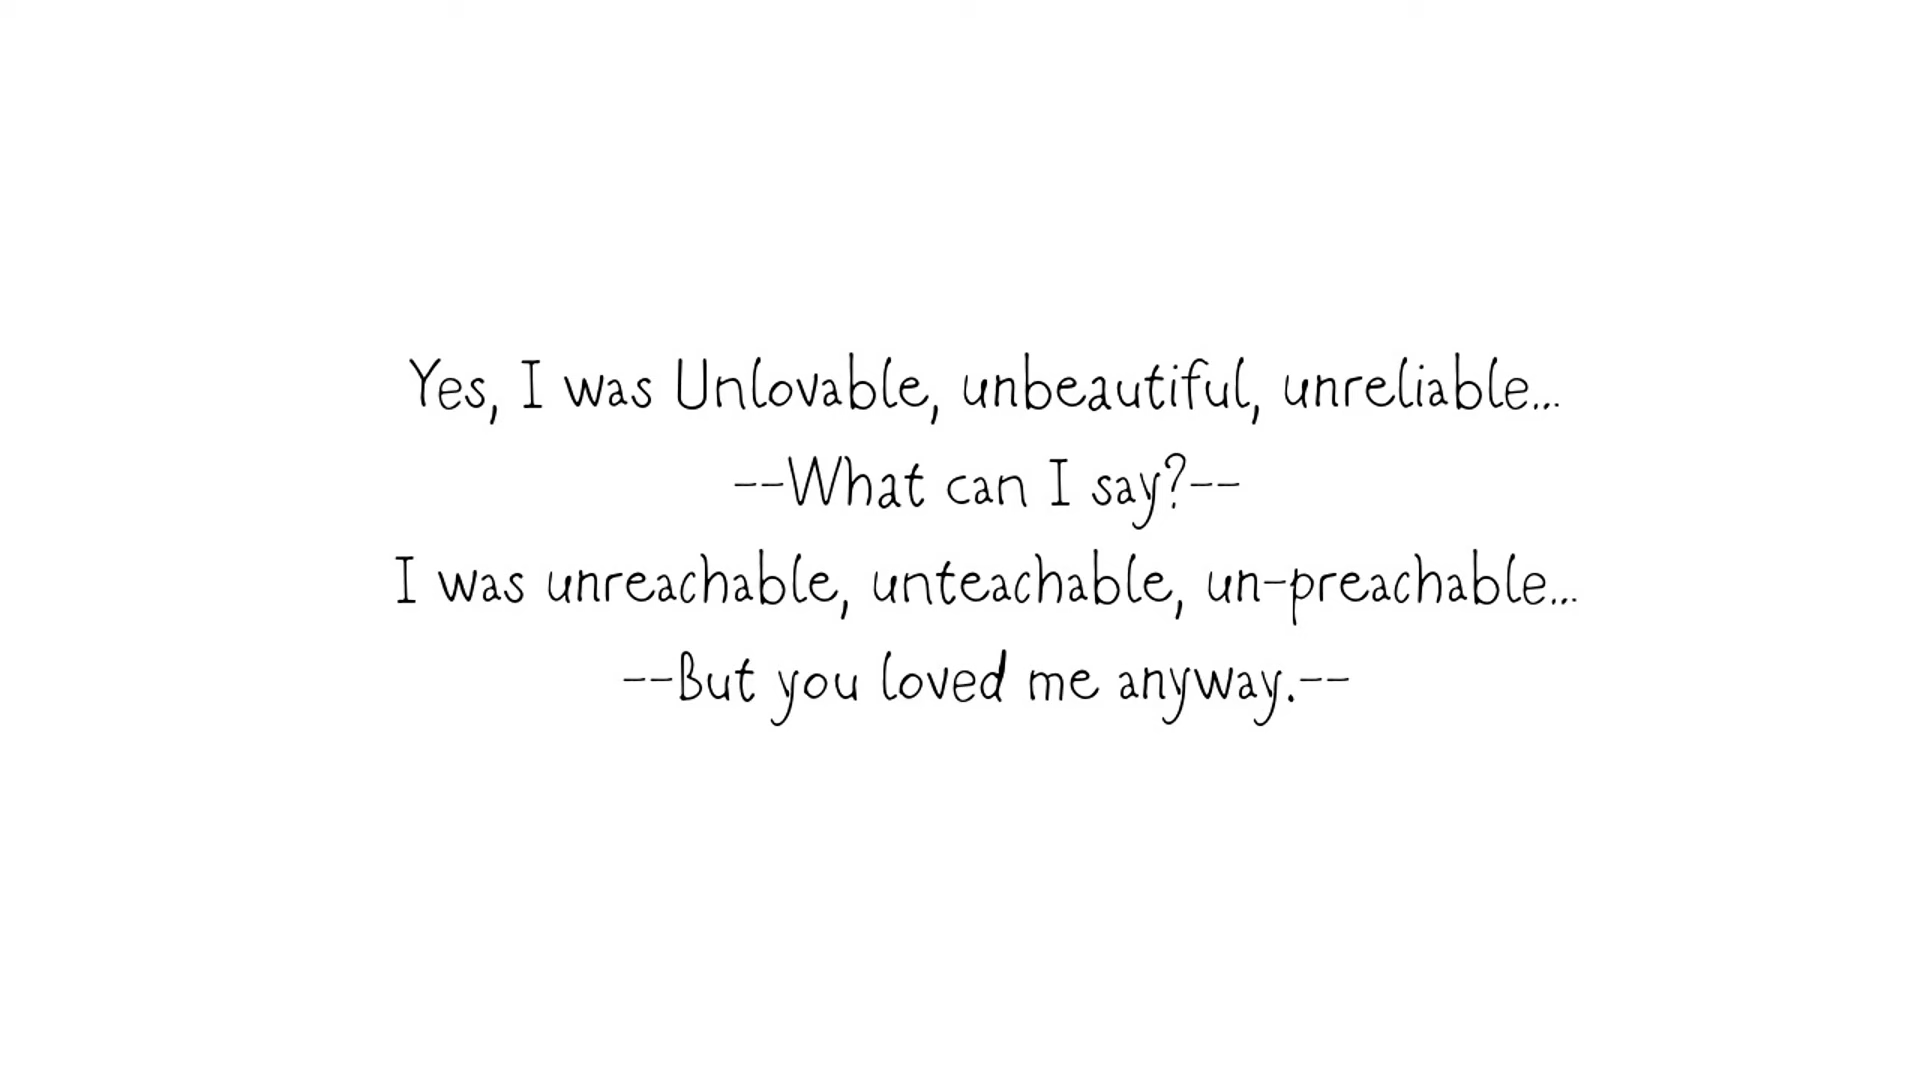 Yes, I was Unlovable, unbeautiful, unreliable...
--What can I say?--
I was unreachable, unteachable, un-preachable...
--But you loved me anyway.--